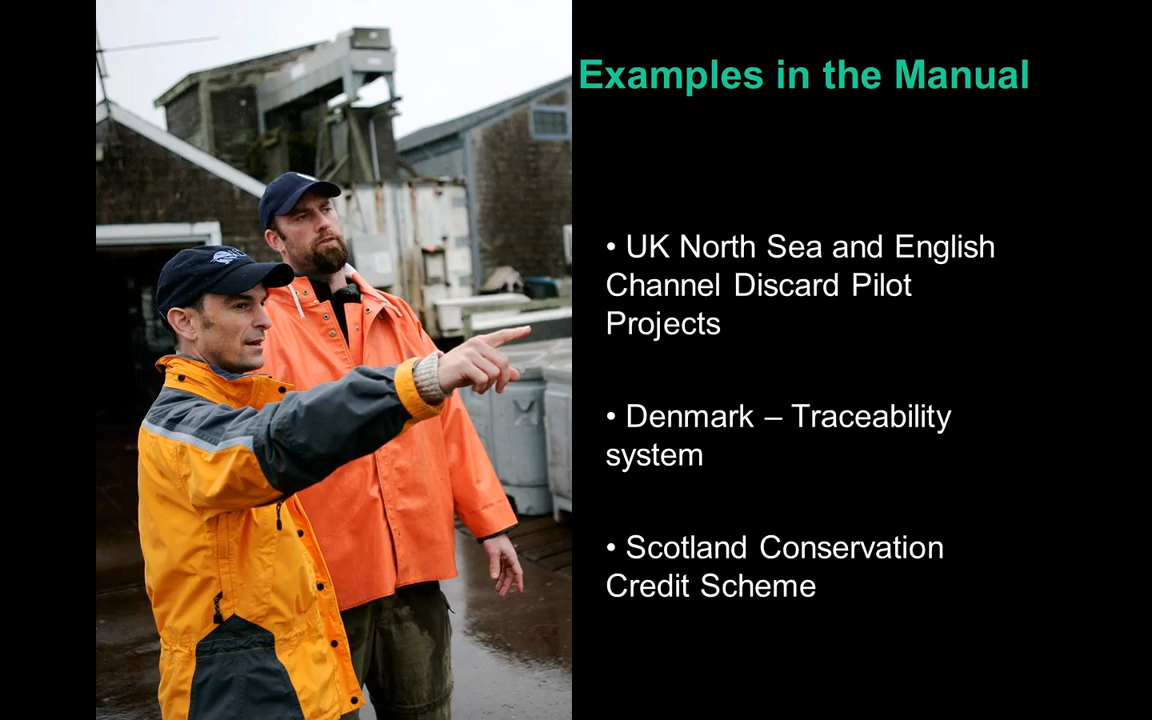 Examples in the Manual
• UK North Sea and English
Channel Discard Pilot
Projects
• Denmark – Traceability
system
• Scotland Conservation
Credit Scheme